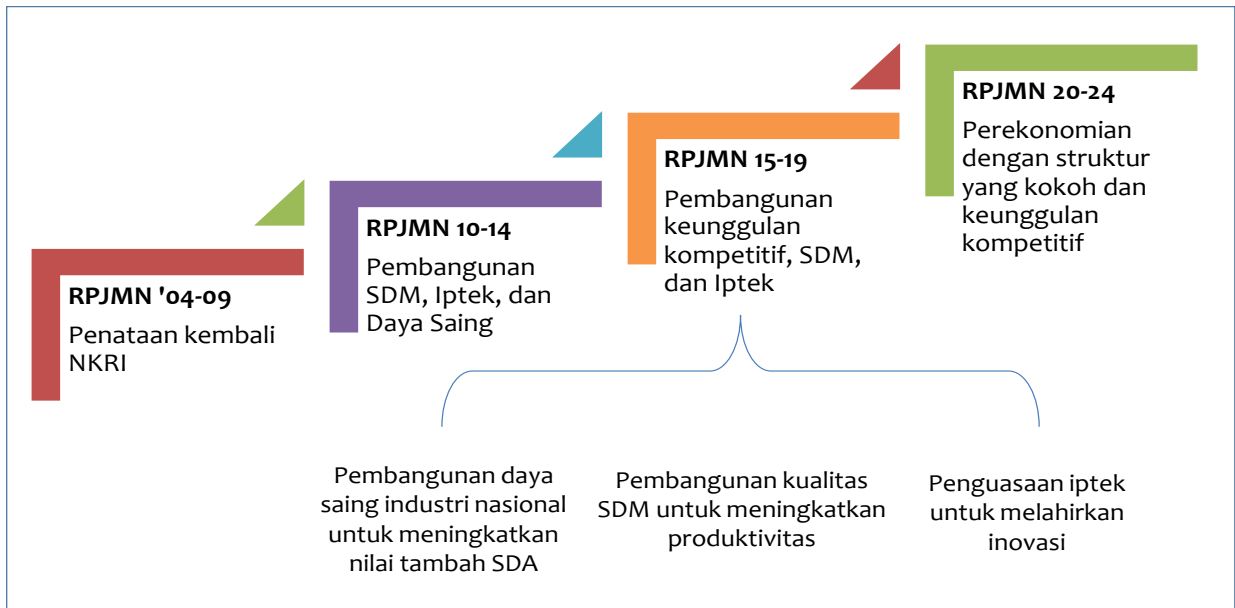 RPJMN '04-09
Penataan kembali
NKRI
RPJMN 10-14
Pembangunan
SDM, Iptek, dan
Daya Saing
RPJMN 15-19
Pembangunan
keunggulan
kompetitif, SDM,
dan Iptek
RPJMN 20-24
Perekonomian
dengan struktur
yang kokoh dan
keunggulan
kompetitif
Pembangunan daya
saing industri nasional
untuk meningkatkan
nilai tambah SDA
Pembangunan kualitas
SDM untuk meningkatkan
produktivitas
Penguasaan iptek
untuk melahirkan
inovasi